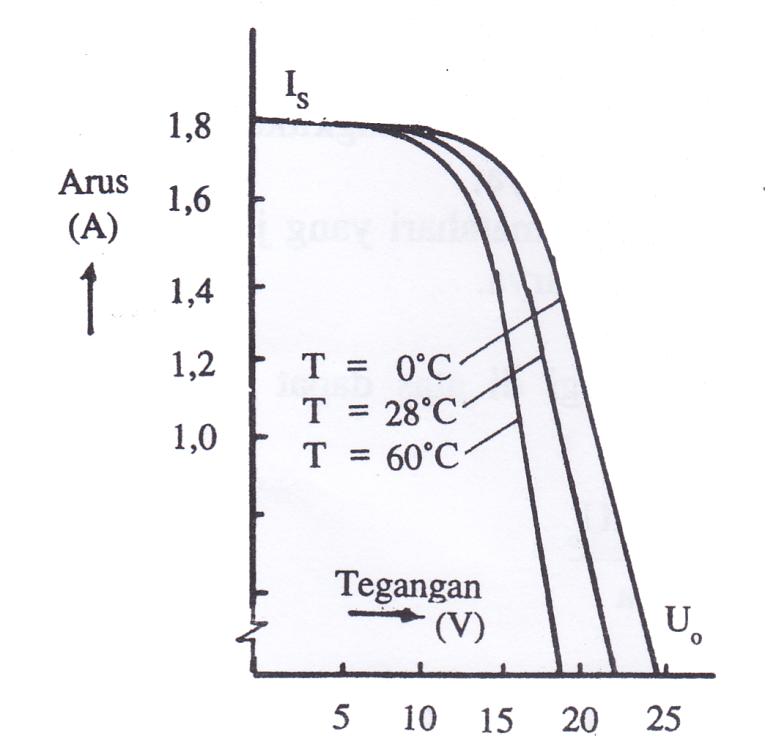 I_s
1,8
Arus
(A)
1,6
1,4
1,2
1,0
T = 0°C
T = 28°C
T = 60°C
Tegangan
(V)
U_o
5 10 15 20 25